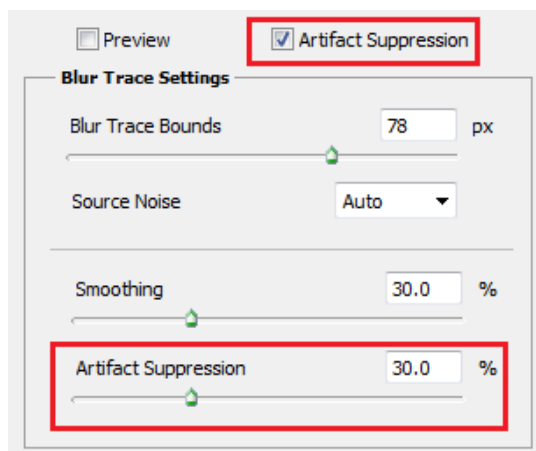 Preview Artifact Suppression
Blur Trace Settings
Blur Trace Bounds 78 px
Source Noise Auto
Smoothing 30.0 %
Artifact Suppression 30.0 %